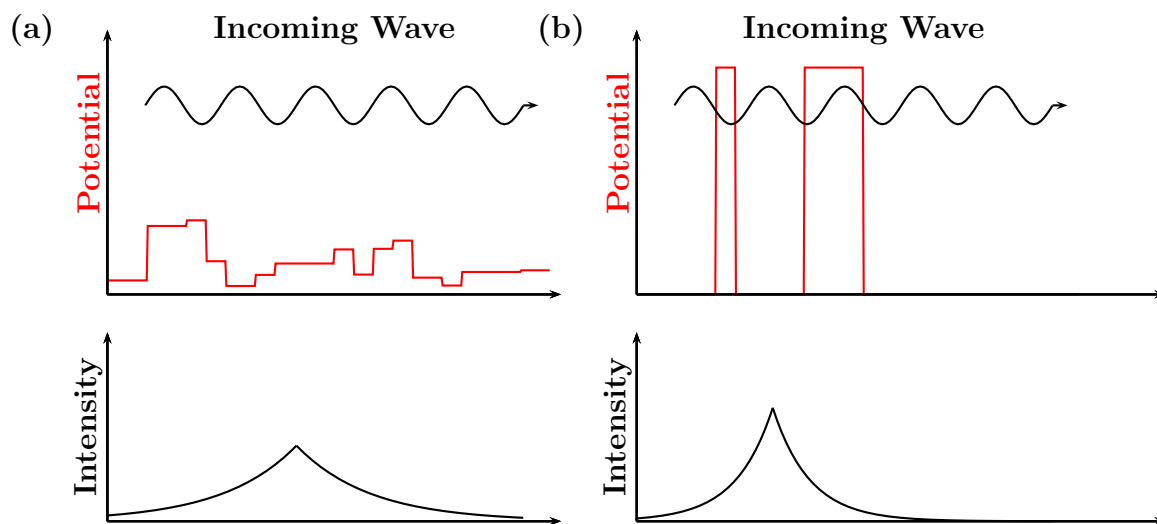 (a)
Incoming Wave
Potential
Intensity
(b)
Incoming Wave
Potential
Intensity